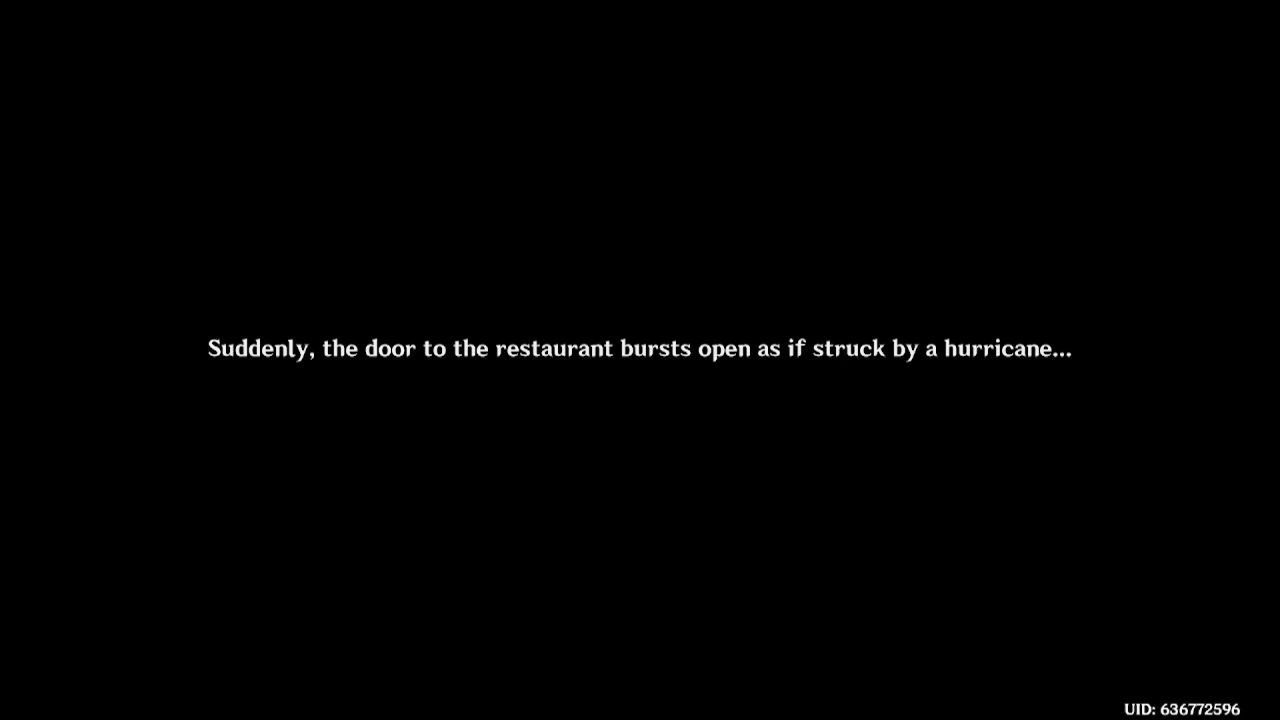 Suddenly, the door to the restaurant bursts open as if struck by a hurricane...
UID: 636772596